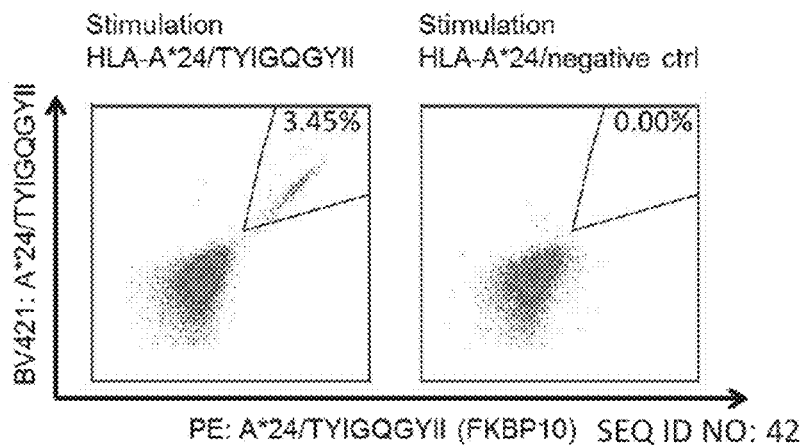 Stimulation
HLA-A*24/TYIGQGYII
Stimulation
HLA-A*24/negative ctrl
3.45%
0.00%
BV421: A*24/TYIGQGYII
PE: A*24/TYIGQGYII (FKBP10) SEQ ID NO: 42